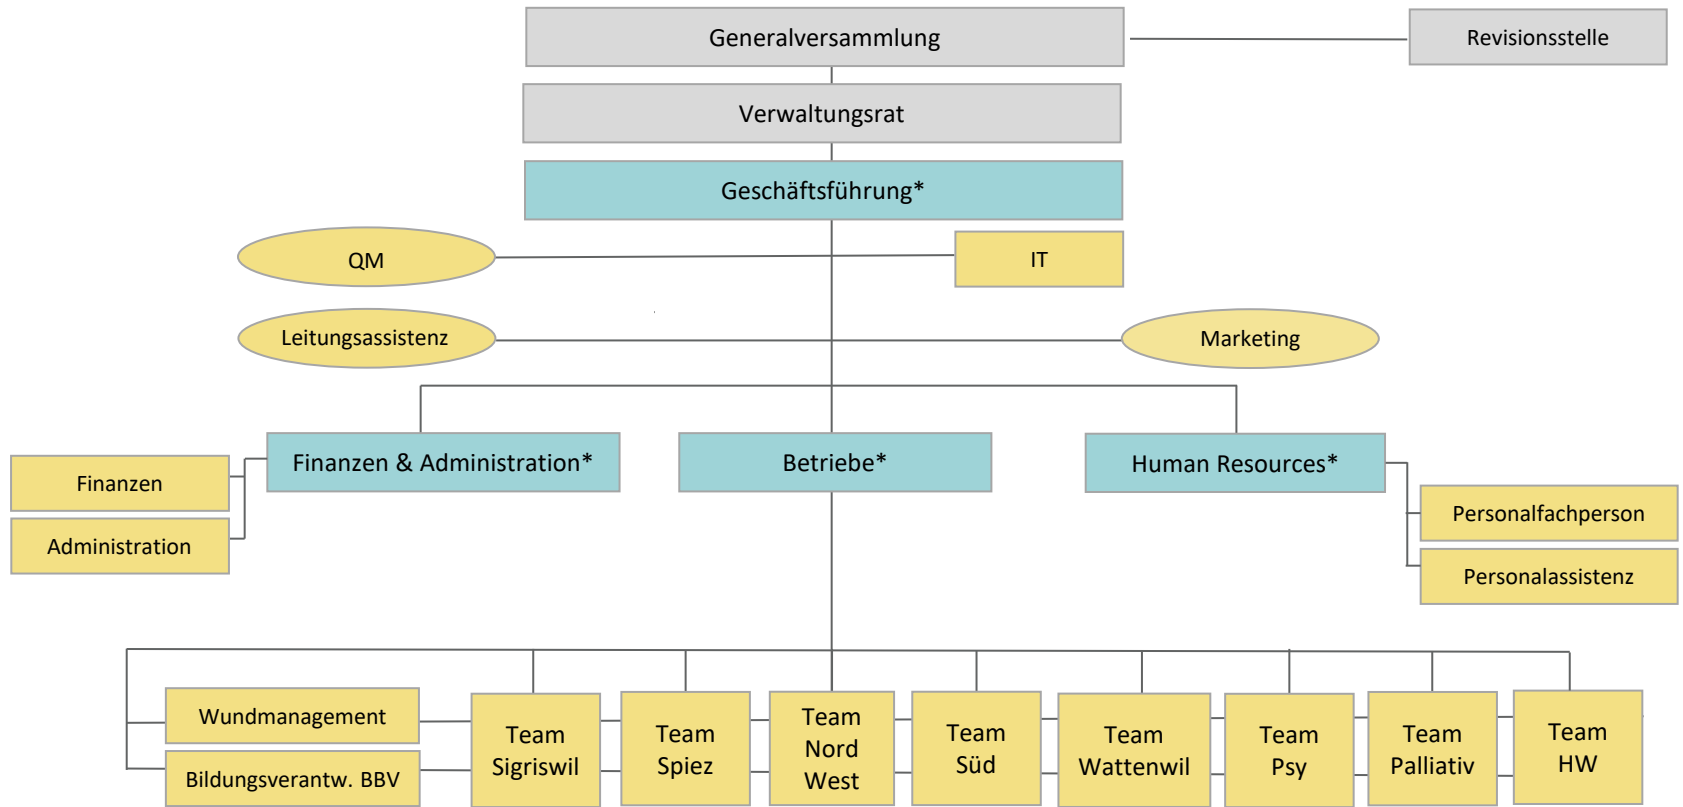 Generalversammlung
Revisionsstelle
Verwaltungsrat
Geschäftsführung*
QM
IT
Leitungsassistenz
Marketing
Finanzen & Administration*
Betriebe*
Human Resources*
Finanzen
Administration
Personalfachperson
Personalassistenz
Wundmanagement
Bildungsverantw. BBV
Team
Sigriswil
Team
Spiez
Team
Nord
West
Team
Süd
Team
Wattenwil
Team
Psy
Team
Palliativ
Team
HW